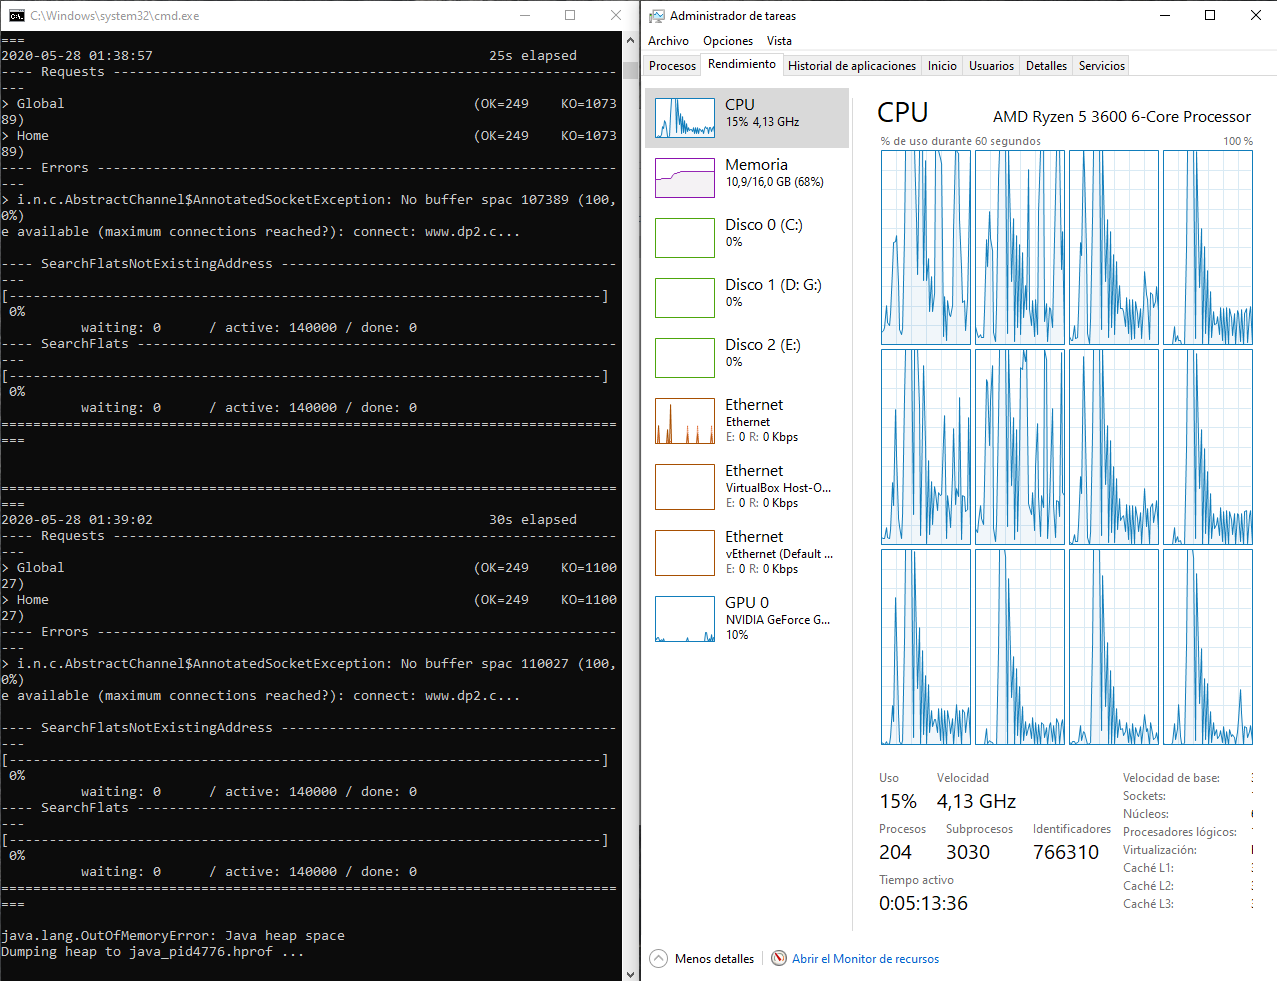 C:\Windows\system32\cmd.exe
===
2020-05-28 01:38:57                                          25s elapsed
---- Requests ---------------------------------------------------------------
---
> Global                                                   (OK=249    KO=1073
89)
> Home                                                     (OK=249    KO=1073
89)
---- Errors -----------------------------------------------------------------
---
> i.n.c.AbstractChannel$AnnotatedSocketException: No buffer spac 107389 (100,
0%)
e available (maximum connections reached?): connect: www.dp2.c...
---- SearchFlatsNotExistingAddress ------------------------------------------
---
[--------------------------------------------------------------------------]
 0%
          waiting: 0      / active: 140000 / done: 0
---- SearchFlats ------------------------------------------------------------
---
[--------------------------------------------------------------------------]
 0%
          waiting: 0      / active: 140000 / done: 0
=============================================================================
===
=============================================================================
===
2020-05-28 01:39:02                                          30s elapsed
---- Requests ---------------------------------------------------------------
---
> Global                                                   (OK=249    KO=1100
27)
> Home                                                     (OK=249    KO=1100
27)
---- Errors -----------------------------------------------------------------
---
> i.n.c.AbstractChannel$AnnotatedSocketException: No buffer spac 110027 (100,
0%)
e available (maximum connections reached?): connect: www.dp2.c...
---- SearchFlatsNotExistingAddress ------------------------------------------
---
[--------------------------------------------------------------------------]
 0%
          waiting: 0      / active: 140000 / done: 0
---- SearchFlats ------------------------------------------------------------
---
[--------------------------------------------------------------------------]
 0%
          waiting: 0      / active: 140000 / done: 0
=============================================================================
===
java.lang.OutOfMemoryError: Java heap space
Dumping heap to java_pid4776.hprof ...
Administrador de tareas
Archivo Opciones Vista
Procesos Rendimiento Historial de aplicaciones Inicio Usuarios Detalles Servicios
CPU
15% 4,13 GHz
Memoria
10,9/16,0 GB (68%)
Disco 0 (C:)
0%
Disco 1 (D: G:)
0%
Disco 2 (E:)
0%
Ethernet
Ethernet
E: 0 R: 0 Kbps
Ethernet
VirtualBox Host-O...
E: 0 R: 0 Kbps
Ethernet
vEthernet (Default ...
E: 0 R: 0 Kbps
GPU 0
NVIDIA GeForce G...
10%
CPU AMD Ryzen 5 3600 6-Core Processor
% de uso durante 60 segundos 100 %
Uso Velocidad
15% 4,13 GHz
Procesos Subprocesos Identificadores
204 3030 766310
Tiempo activo
0:05:13:36
Velocidad de base:
Sockets:
Núcleos:
Procesadores lógicos:
Virtualización:
Caché L1:
Caché L2:
Caché L3:
Menos detalles Abrir el Monitor de recursos